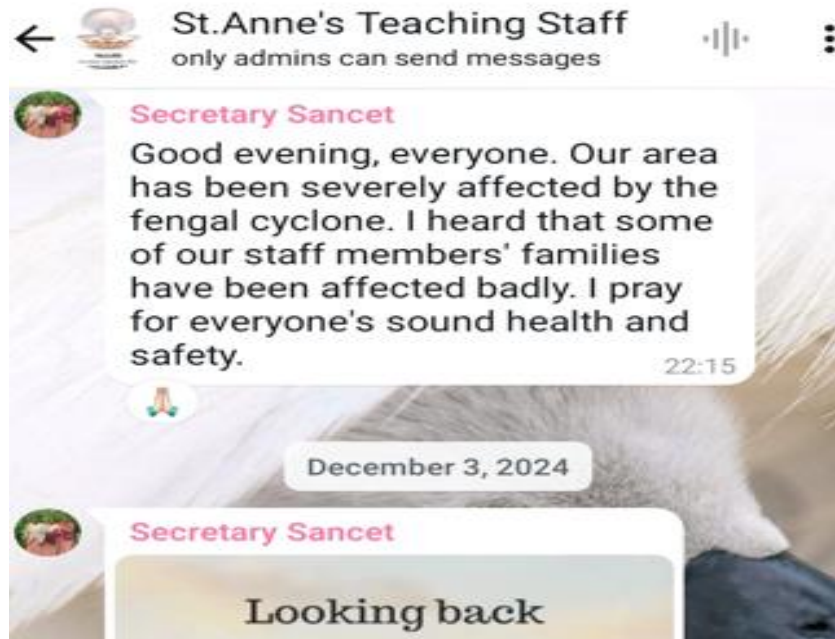 St.Anne's Teaching Staff
only admins can send messages
Secretary Sancet
Good evening, everyone. Our area
has been severely affected by the
fengal cyclone. I heard that some
of our staff members' families
have been affected badly. I pray
for everyone's sound health and
safety.
22:15
December 3, 2024
Secretary Sancet
Looking back